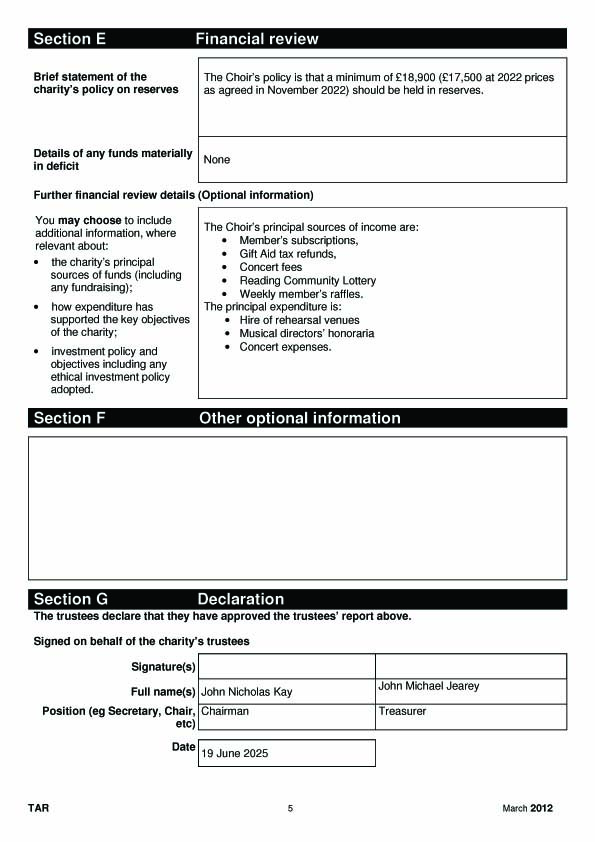 Section E Financial review
Brief statement of the
charity's policy on reserves
The Choir's policy is that a minimum of £18,900 (£17,500 at 2022 prices
as agreed in November 2022) should be held in reserves.
Details of any funds materially
in deficit
None
Further financial review details (Optional information)
You may choose to include
additional information, where
relevant about:
• the charity's principal
sources of funds (including
any fundraising);
• how expenditure has
supported the key objectives
of the charity;
• investment policy and
objectives including any
ethical investment policy
adopted.
The Choir's principal sources of income are:
• Member's subscriptions,
• Gift Aid tax refunds,
• Concert fees
• Reading Community Lottery
• Weekly member's raffles.
The principal expenditure is:
• Hire of rehearsal venues
• Musical directors' honoraria
• Concert expenses.
Section F Other optional information
Section G Declaration
The trustees declare that they have approved the trustees' report above.
Signed on behalf of the charity's trustees
Signature(s)
Full name(s) John Nicholas Kay John Michael Jearey
Position (eg Secretary, Chair, Chairman Treasurer
etc)
Date 19 June 2025
TAR 5 March 2012